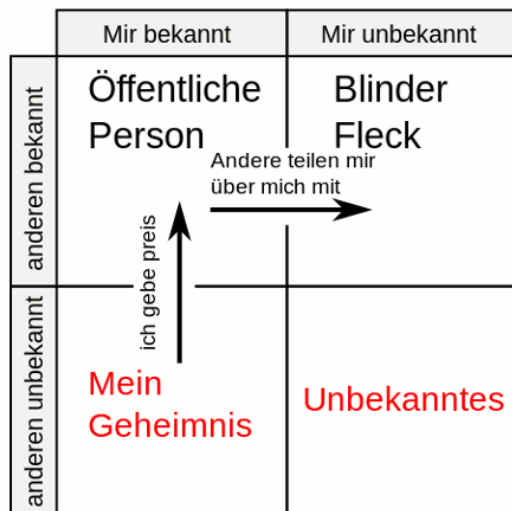 Mir bekannt
Mir unbekannt
anderen bekannt
Öffentliche
Person
Blinder
Fleck
Andere teilen mir
über mich mit
ich gebe preis
anderen unbekannt
Mein
Geheimnis
Unbekanntes